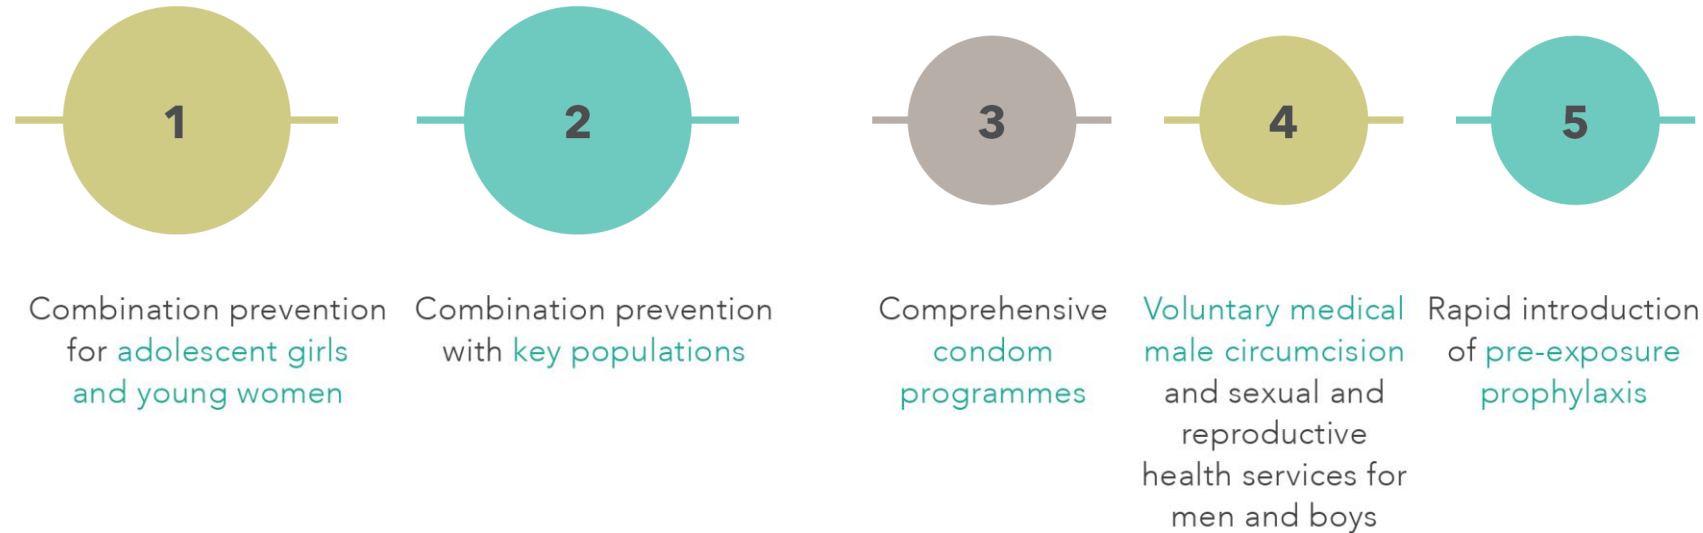 1
Combination prevention
for adolescent girls
and young women
2
Combination prevention
with key populations
3
Comprehensive
condom
programmes
4
Voluntary medical
male circumcision
and sexual and
reproductive
health services for
men and boys
5
Rapid introduction
of pre-exposure
prophylaxis